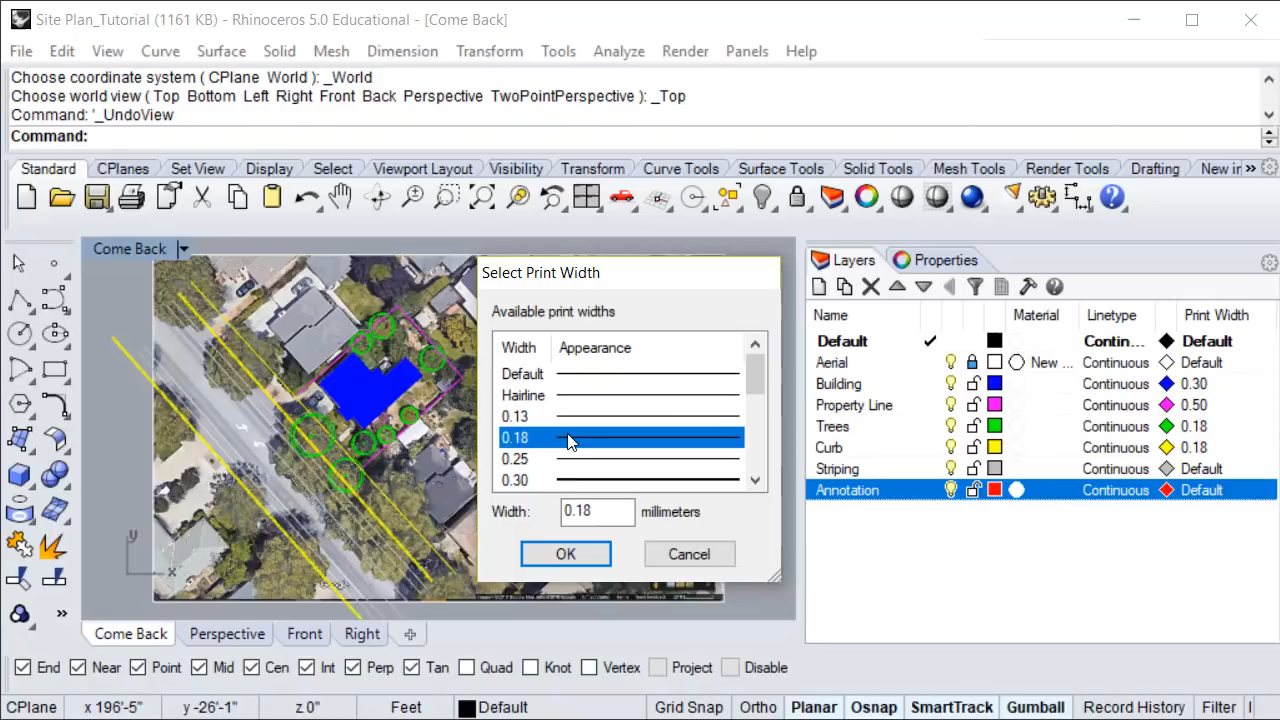 Site Plan_Tutorial (1161 KB) - Rhinoceros 5.0 Educational - [Come Back]
File Edit View Curve Surface Solid Mesh Dimension Transform Tools Analyze Render Panels Help
Choose coordinate system ( CPlane World ): _World
Choose world view ( Top Bottom Left Right Front Back Perspective TwoPointPerspective ): _Top
Command: '_UndoView
Command:
Standard CPlanes Set View Display Select Viewport Layout Visibility Transform Curve Tools Surface Tools Solid Tools Mesh Tools Render Tools Drafting New in
Come Back
Select Print Width
Available print widths
Width Appearance
Default
Hairline
0.13
0.18
0.25
0.30
Width: 0.18 millimeters
OK Cancel
y
x
Layers Properties
Name Material Linetype Print Width
Default Contin... Default
Aerial New ... Continuous Default
Building Continuous 0.30
Property Line Continuous 0.50
Trees Continuous 0.18
Curb Continuous 0.18
Striping Continuous Default
Annotation Continuous Default
Come Back Perspective Front Right
End Near Point Mid Cen Int Perp Tan Quad Knot Vertex Project Disable
CPlane x 196'-5" y -26'-1" z 0" Feet Default Grid Snap Ortho Planar Osnap SmartTrack Gumball Record History Filter